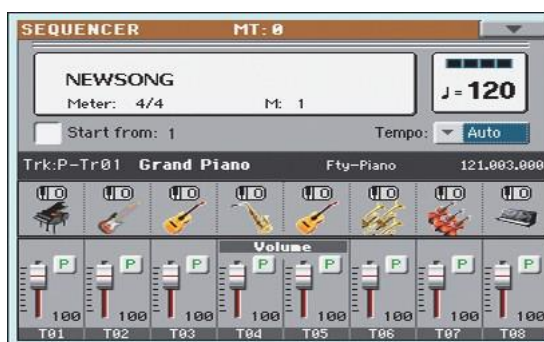 SEQUENCER MT: 0
NEWSONG
Meter: 4/4 M: 1
♩=120
Start from: 1 Tempo: Auto
Trk:P-Tr01 Grand Piano Fty-Piano 121.003.000
Volume
P P P P P P P P
100 100 100 100 100 100 100 100
T01 T02 T03 T04 T05 T06 T07 T08